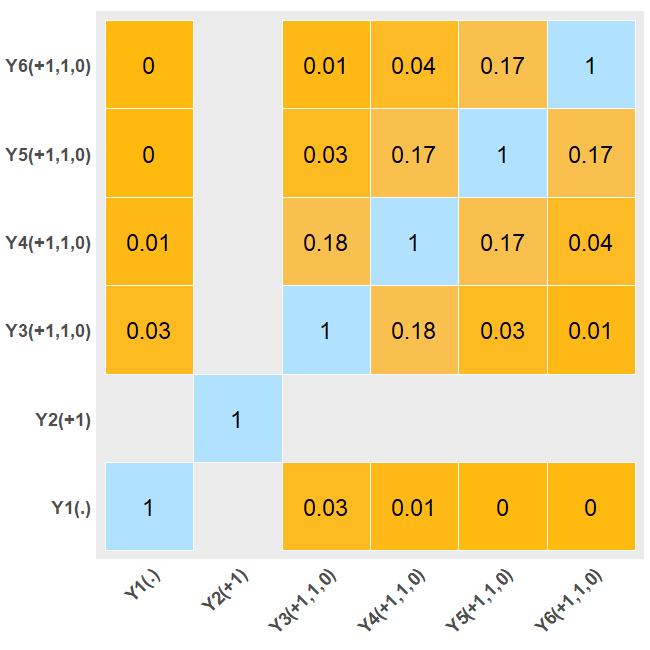 Y6(+1,1,0) 0 0.01 0.04 0.17 1
Y5(+1,1,0) 0 0.03 0.17 1 0.17
Y4(+1,1,0) 0.01 0.18 1 0.17 0.04
Y3(+1,1,0) 0.03 1 0.18 0.03 0.01
Y2(+1) 1
Y1(.) 1 0.03 0.01 0 0
Y1(.) Y2(+1) Y3(+1,1,0) Y4(+1,1,0) Y5(+1,1,0) Y6(+1,1,0)